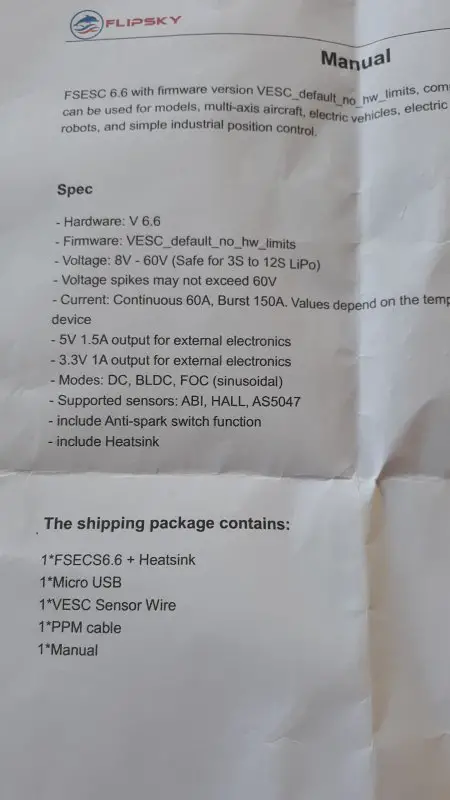 FLIPSKY
Manual
FSESC 6.6 with firmware version VESC_default_no_hw_limits,
can be used for models, multi-axis aircraft, electric vehicles, electric
robots, and simple industrial position control.
Spec
- Hardware: V 6.6
- Firmware: VESC_default_no_hw_limits
- Voltage: 8V - 60V (Safe for 3S to 12S LiPo)
- Voltage spikes may not exceed 60V
- Current: Continuous 60A, Burst 150A. Values depend on the temp
device
- 5V 1.5A output for external electronics
- 3.3V 1A output for external electronics
- Modes: DC, BLDC, FOC (sinusoidal)
- Supported sensors: ABI, HALL, AS5047
- include Anti-spark switch function
- include Heatsink
The shipping package contains:
1*FSECS6.6 + Heatsink
1*Micro USB
1*VESC Sensor Wire
1*PPM cable
1*Manual